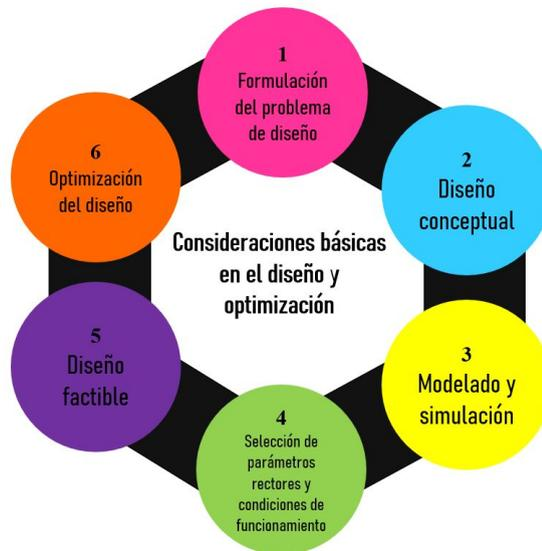 1
Formulación
del problema
de diseño
2
Diseño
conceptual
3
Modelado y
simulación
4
Selección de
parámetros
rectores y
condiciones de
funcionamiento
5
Diseño
factible
6
Optimización
del diseño
Consideraciones básicas
en el diseño y
optimización